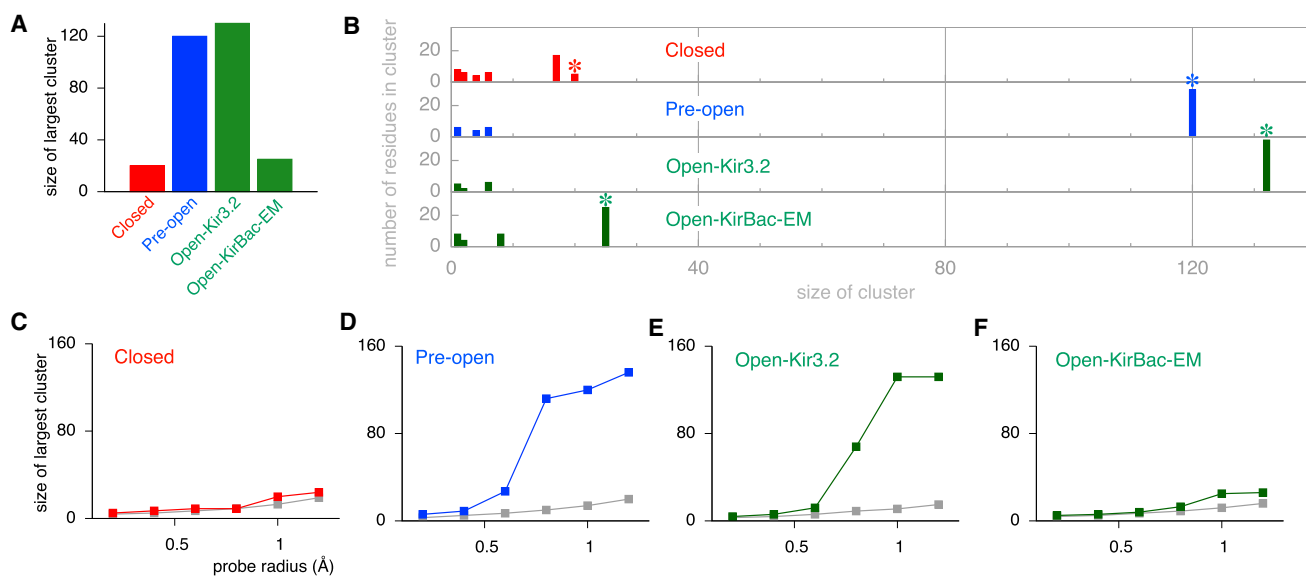 A
size of largest cluster
120
80
40
0
Closed
Pre-open
Open-Kir3.2
Open-KirBac-EM
B
number of residues in cluster
20
0
Closed
*
20
0
Pre-open
*
20
0
Open-Kir3.2
*
20
0
Open-KirBac-EM
*
0
40
80
120
size of cluster
C
size of largest cluster
160
80
0
Closed
0.5
1
probe radius (Å)
D
160
80
0
Pre-open
0.5
1
E
160
80
0
Open-Kir3.2
0.5
1
F
160
80
0
Open-KirBac-EM
0.5
1